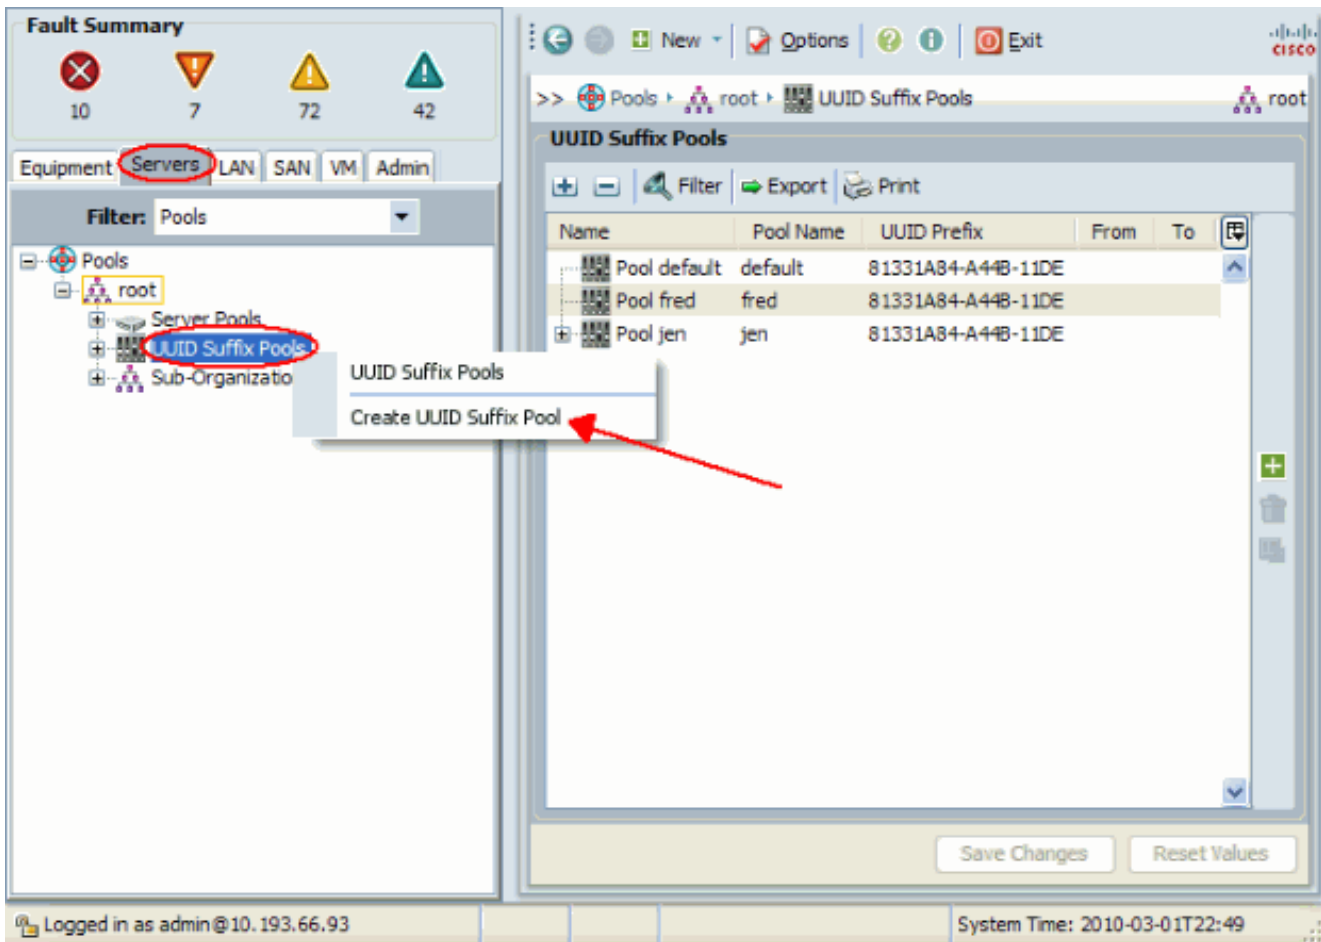 Fault Summary
10 7 72 42
Equipment Servers LAN SAN VM Admin
Filter: Pools
Pools
root
Server Pools
UUID Suffix Pools
Sub-Organizatio
UUID Suffix Pools
Create UUID Suffix Pool
New Options Exit
cisco
>> Pools root UUID Suffix Pools root
UUID Suffix Pools
Filter Export Print
Name Pool Name UUID Prefix From To
Pool default default 81331A84-A44B-11DE
Pool fred fred 81331A84-A44B-11DE
Pool jen jen 81331A84-A44B-11DE
Save Changes Reset Values
Logged in as admin@10.193.66.93 System Time: 2010-03-01T22:49